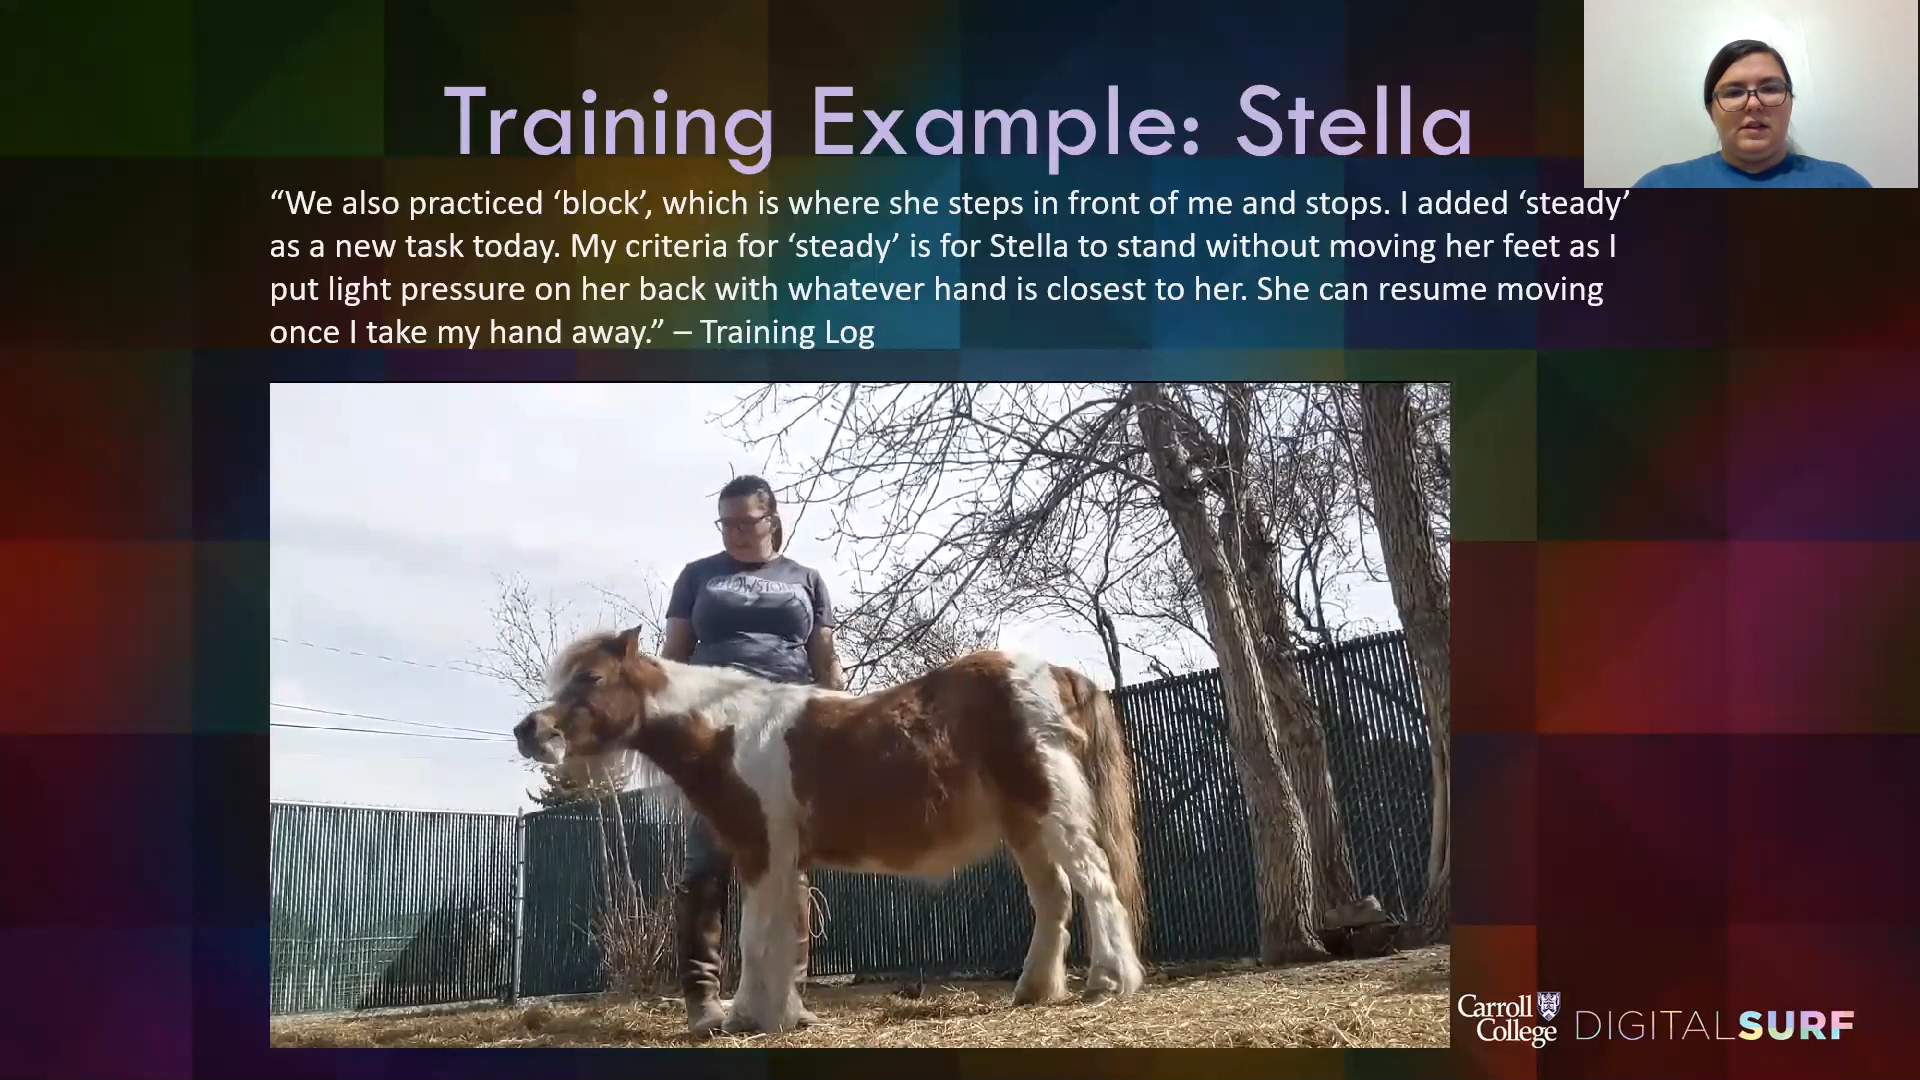 Training Example: Stella
“We also practiced ‘block’, which is where she steps in front of me and stops. I added ‘steady’
as a new task today. My criteria for ‘steady’ is for Stella to stand without moving her feet as I
put light pressure on her back with whatever hand is closest to her. She can resume moving
once I take my hand away.” – Training Log
Carroll
College
DIGITALSURF